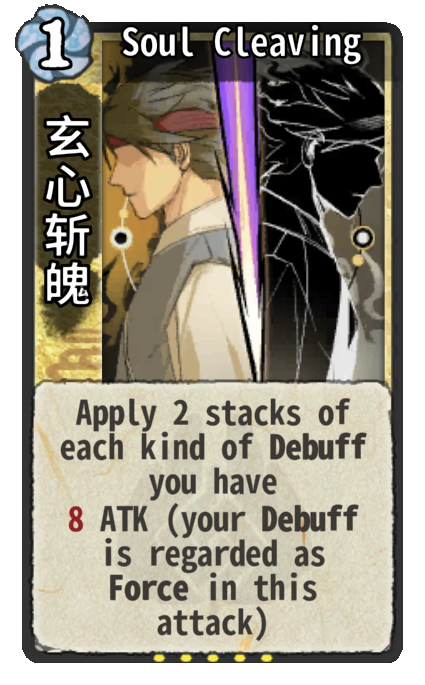 1
Soul Cleaving
玄心斩魄
Apply 2 stacks of
each kind of Debuff
you have
8 ATK (your Debuff
is regarded as
Force in this
attack)